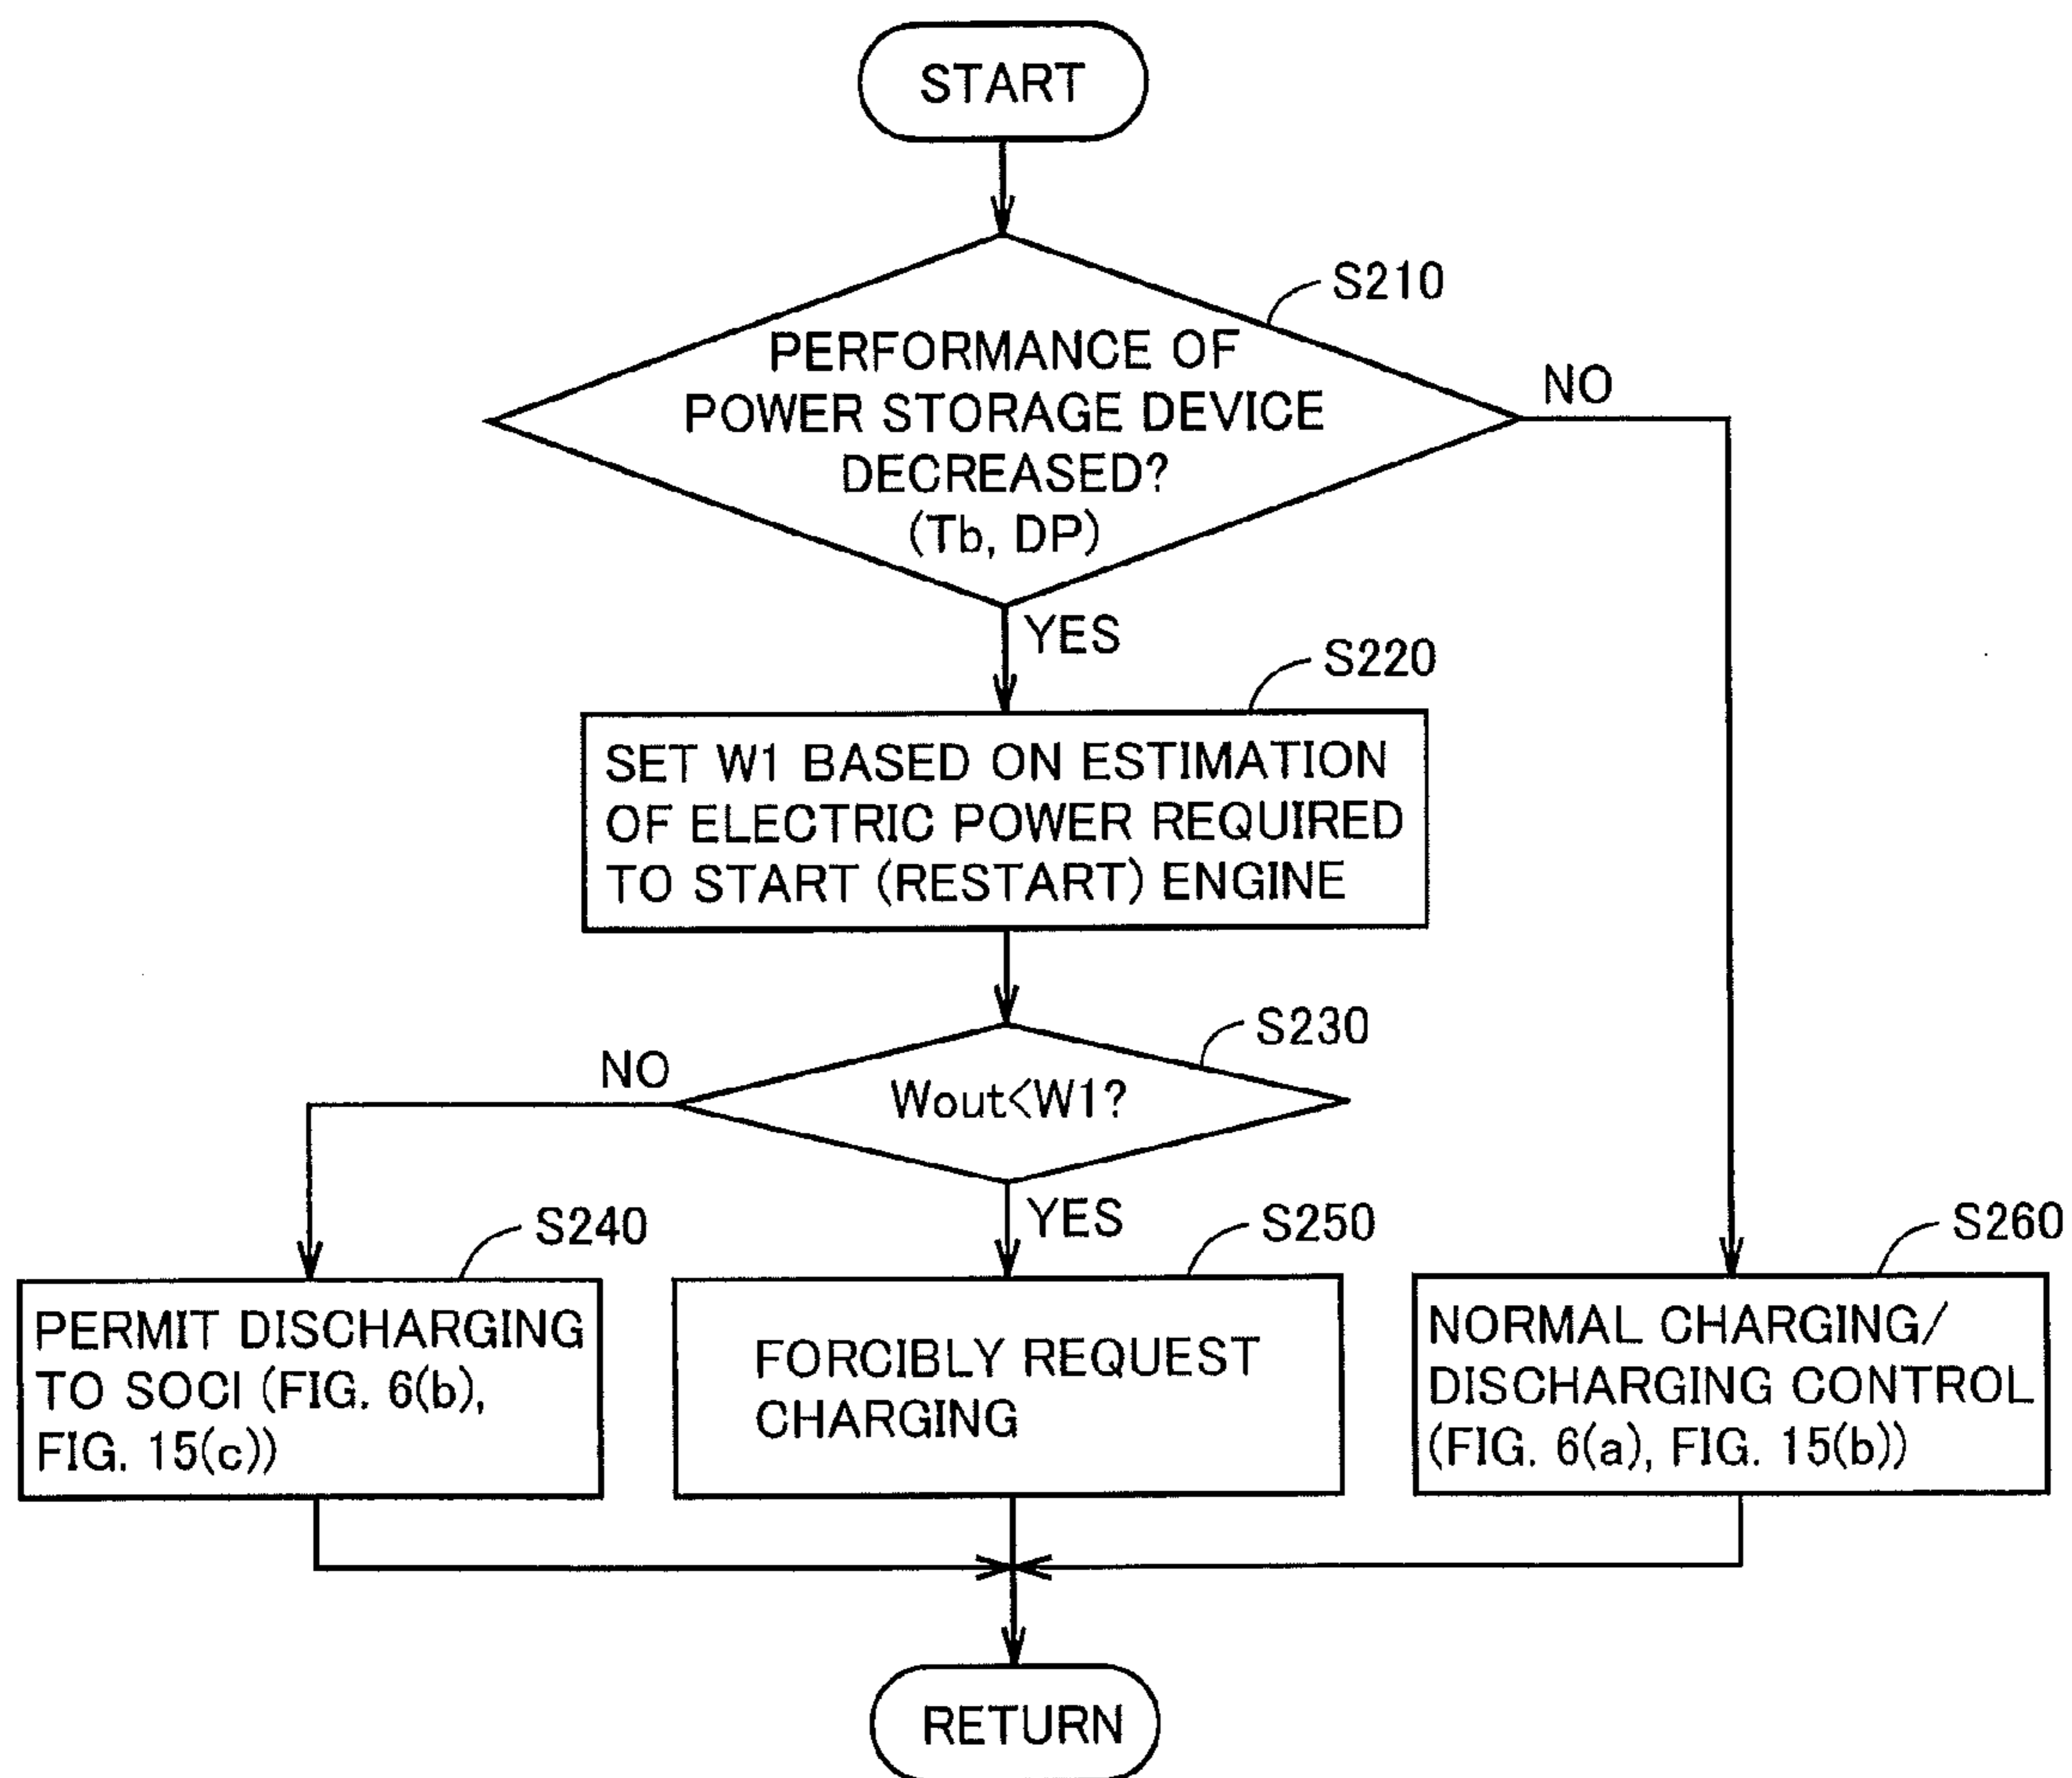 START
S210
PERFORMANCE OF
POWER STORAGE DEVICE
DECREASED?
(Tb, DP)
NO
YES
S220
SET W1 BASED ON ESTIMATION
OF ELECTRIC POWER REQUIRED
TO START (RESTART) ENGINE
S230
NO
Wout<W1?
YES
S240
S250
S260
PERMIT DISCHARGING
TO SOCl (FIG. 6(b),
FIG. 15(c))
FORCIBLY REQUEST
CHARGING
NORMAL CHARGING/
DISCHARGING CONTROL
(FIG. 6(a), FIG. 15(b))
RETURN